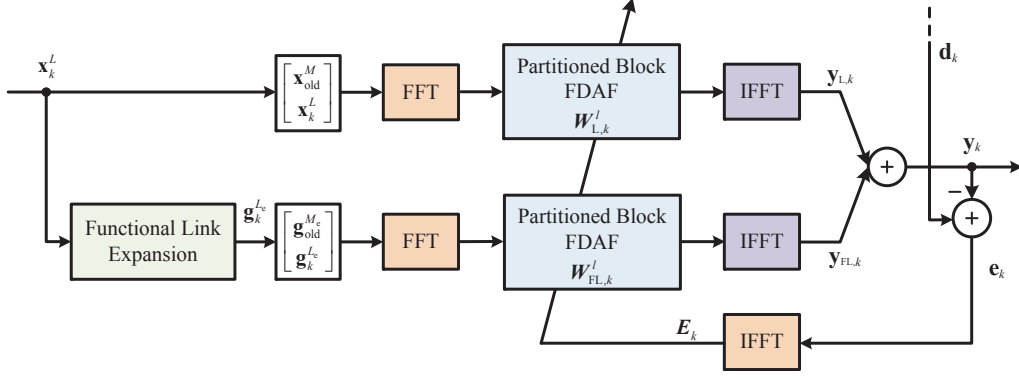 x_k^L
[x_old^M
x_k^L]
FFT
Partitioned Block
FDAF
W_{L,k}^l
IFFT
y_{L,k}
d_k
+
y_k
−
+
e_k
Functional Link
Expansion
g_k^{L_e}
[g_old^{M_e}
g_k^{L_e}]
FFT
Partitioned Block
FDAF
W_{FL,k}^l
IFFT
y_{FL,k}
E_k
IFFT